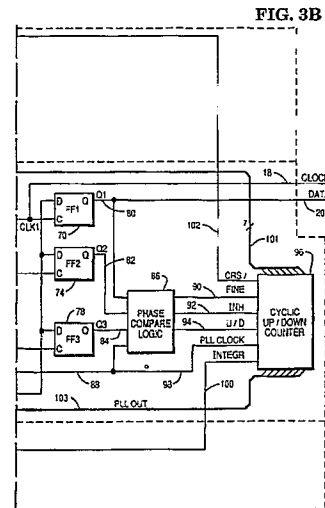 FIG. 3B
18
CLOCK
DATA
20
D Q
Q1
FF1
80
CLK1
C
70
102
7
101
D Q
Q2
FF2
82
C
74
86
96
90
CRS /
FINE
78
D Q
Q3
FF3
84
C
PHASE
COMPARE
LOGIC
92
INH
94
U / D
CYCLIC
UP / DOWN
COUNTER
PLL CLOCK
88
93
INTEGR
100
103
PLL OUT